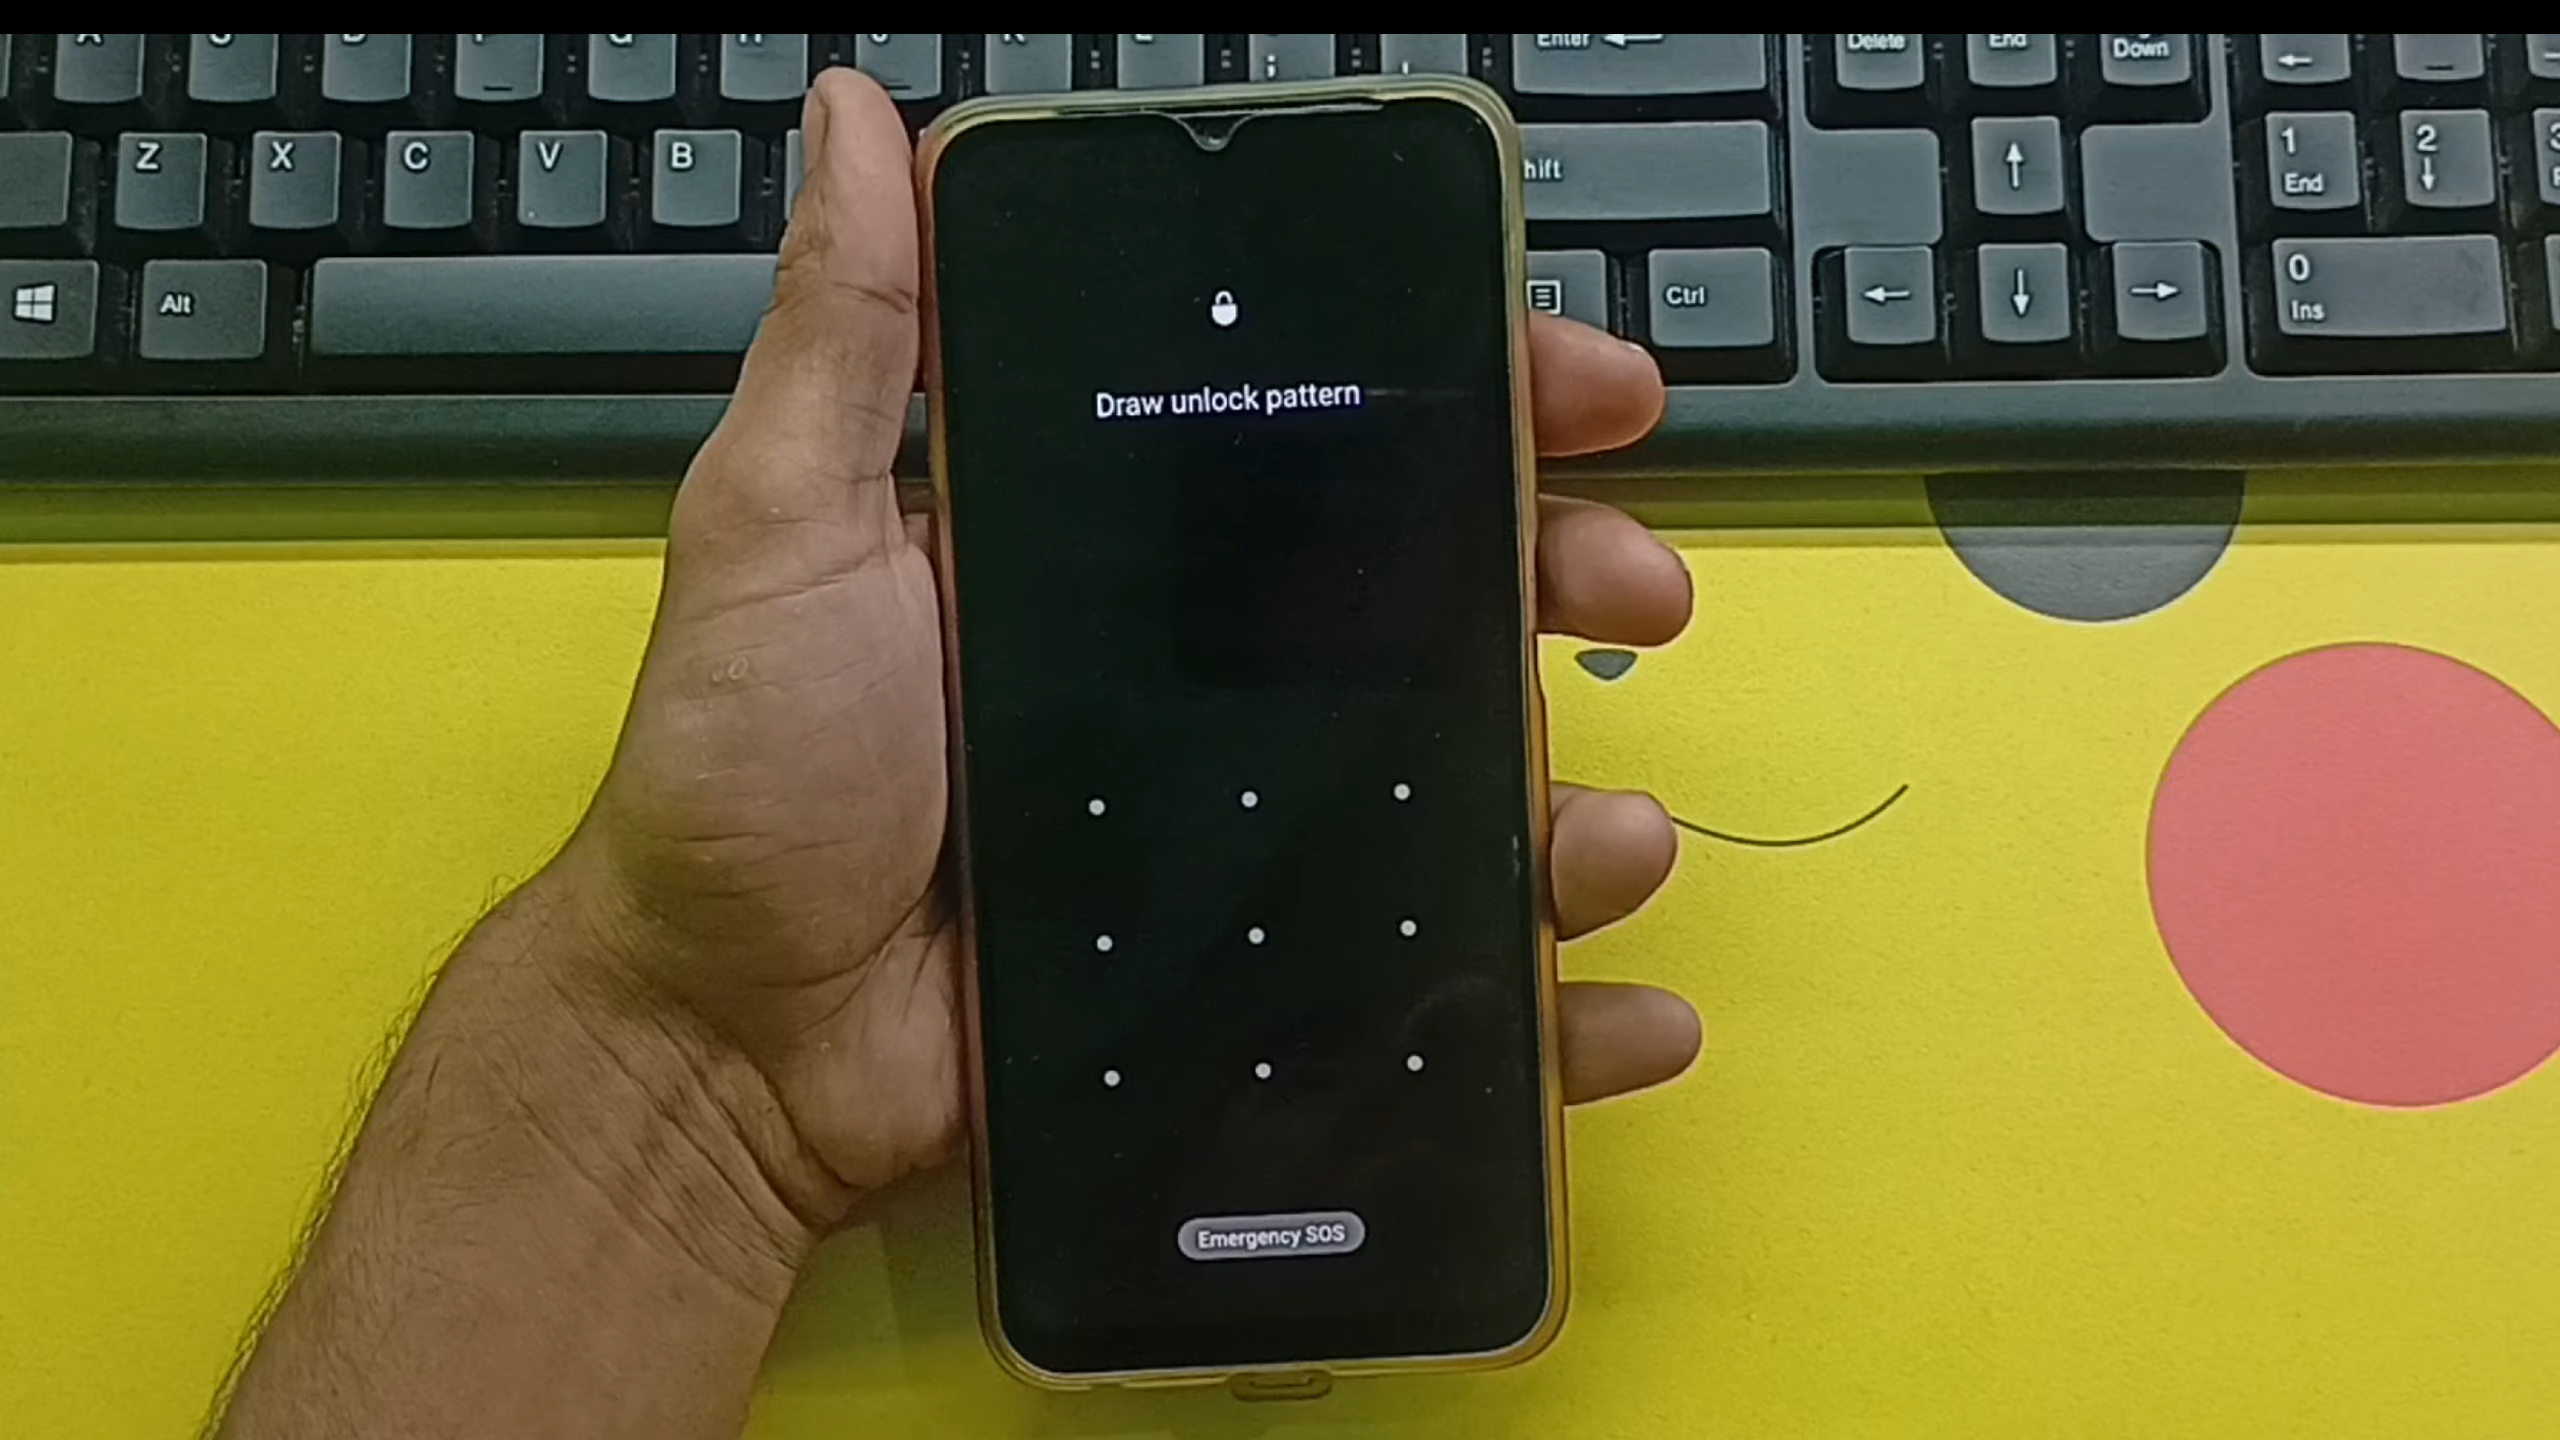 Enter
Delete
End
Down
Z X C V B
hift
1
End
2
Alt
Ctrl
0
Ins
Draw unlock pattern
Emergency SOS